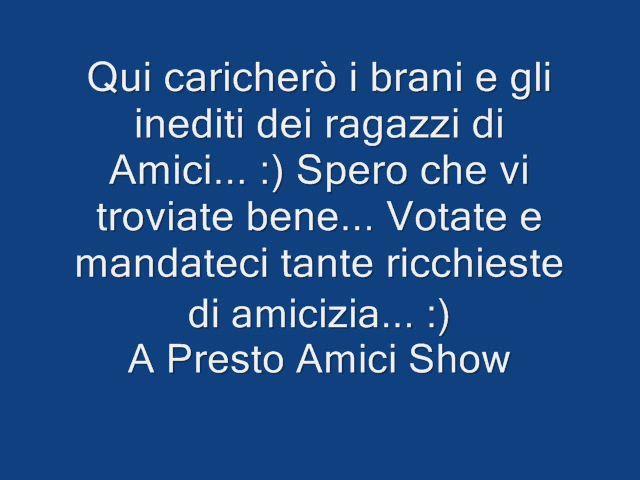 Qui caricherò i brani e gli
inediti dei ragazzi di
Amici... :) Spero che vi
troviate bene... Votate e
mandateci tante ricchieste
di amicizia... :)
A Presto Amici Show